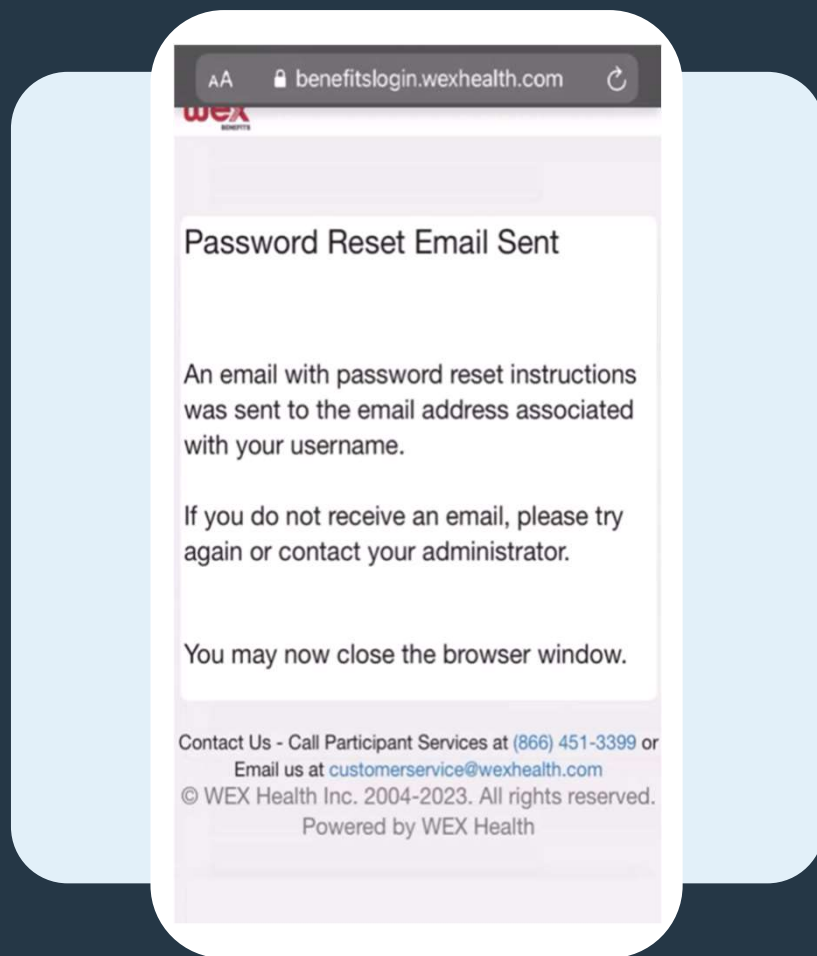 AA benefitslogin.wexhealth.com
wex
BENEFITS
Password Reset Email Sent
An email with password reset instructions
was sent to the email address associated
with your username.
If you do not receive an email, please try
again or contact your administrator.
You may now close the browser window.
Contact Us - Call Participant Services at (866) 451-3399 or
Email us at customerservice@wexhealth.com
© WEX Health Inc. 2004-2023. All rights reserved.
Powered by WEX Health